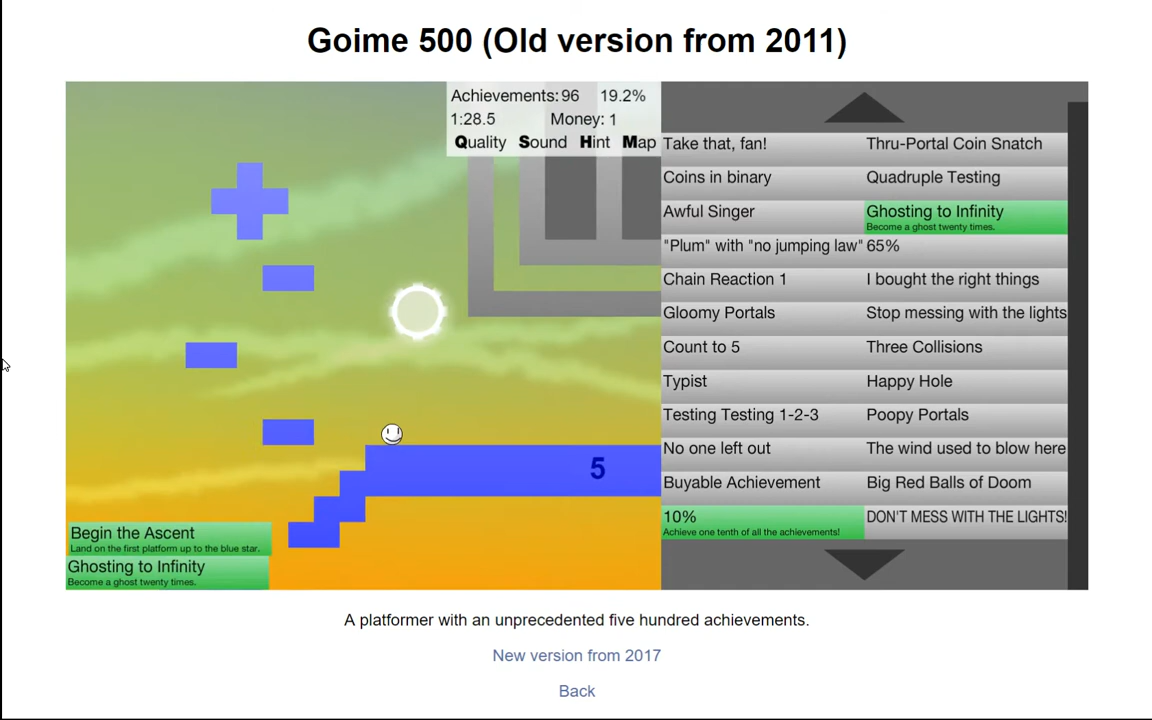 Goime 500 (Old version from 2011)
Achievements: 96 19.2%
1:28.5 Money: 1
Quality Sound Hint Map
Take that, fan! Thru-Portal Coin Snatch
Coins in binary Quadruple Testing
Awful Singer Ghosting to Infinity
Become a ghost twenty times.
"Plum" with "no jumping law" 65%
Chain Reaction 1 I bought the right things
Gloomy Portals Stop messing with the lights
Count to 5 Three Collisions
Typist Happy Hole
Testing Testing 1-2-3 Poopy Portals
No one left out The wind used to blow here
Buyable Achievement Big Red Balls of Doom
10% DON'T MESS WITH THE LIGHTS!
Achieve one tenth of all the achievements!
5
Begin the Ascent
Land on the first platform up to the blue star.
Ghosting to Infinity
Become a ghost twenty times.
A platformer with an unprecedented five hundred achievements.
New version from 2017
Back